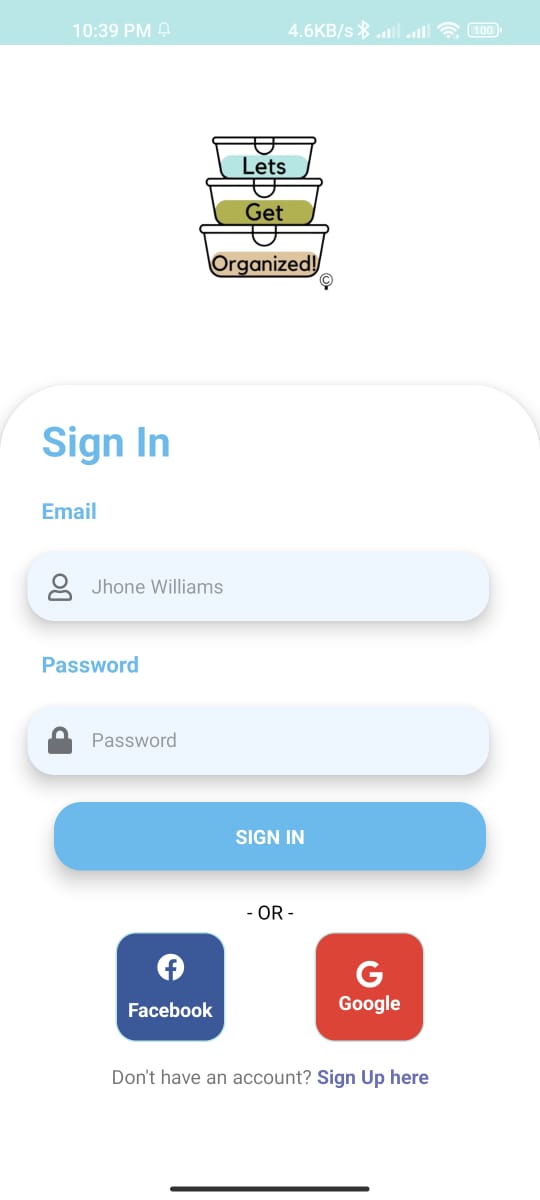 10:39 PM 4.6KB/s 100
Lets
Get
Organized!
©
Sign In
Email
Jhone Williams
Password
Password
SIGN IN
- OR -
Facebook
Google
Don't have an account? Sign Up here